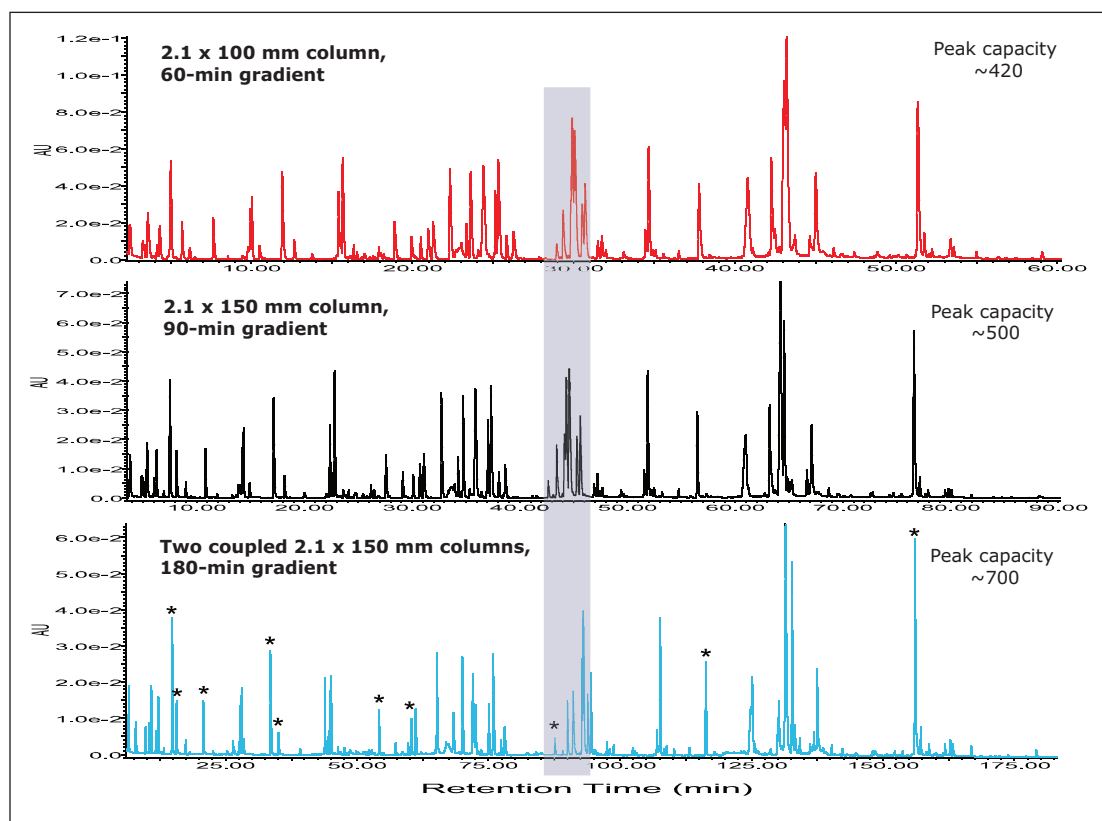 2.1 x 100 mm column,
60-min gradient
Peak capacity
~420
1.2e-1
1.0e-1
8.0e-2
6.0e-2
4.0e-2
2.0e-2
0.0
AU
10.00 20.00 30.00 40.00 50.00 60.00
2.1 x 150 mm column,
90-min gradient
Peak capacity
~500
7.0e-2
6.0e-2
5.0e-2
4.0e-2
3.0e-2
2.0e-2
1.0e-2
0.0
AU
10.00 20.00 30.00 40.00 50.00 60.00 70.00 80.00 90.00
Two coupled 2.1 x 150 mm columns,
180-min gradient
Peak capacity
~700
6.0e-2
5.0e-2
4.0e-2
3.0e-2
2.0e-2
1.0e-2
0.0
AU
* * * * * * * * * *
25.00 50.00 75.00 100.00 125.00 150.00 175.00
Retention Time (min)